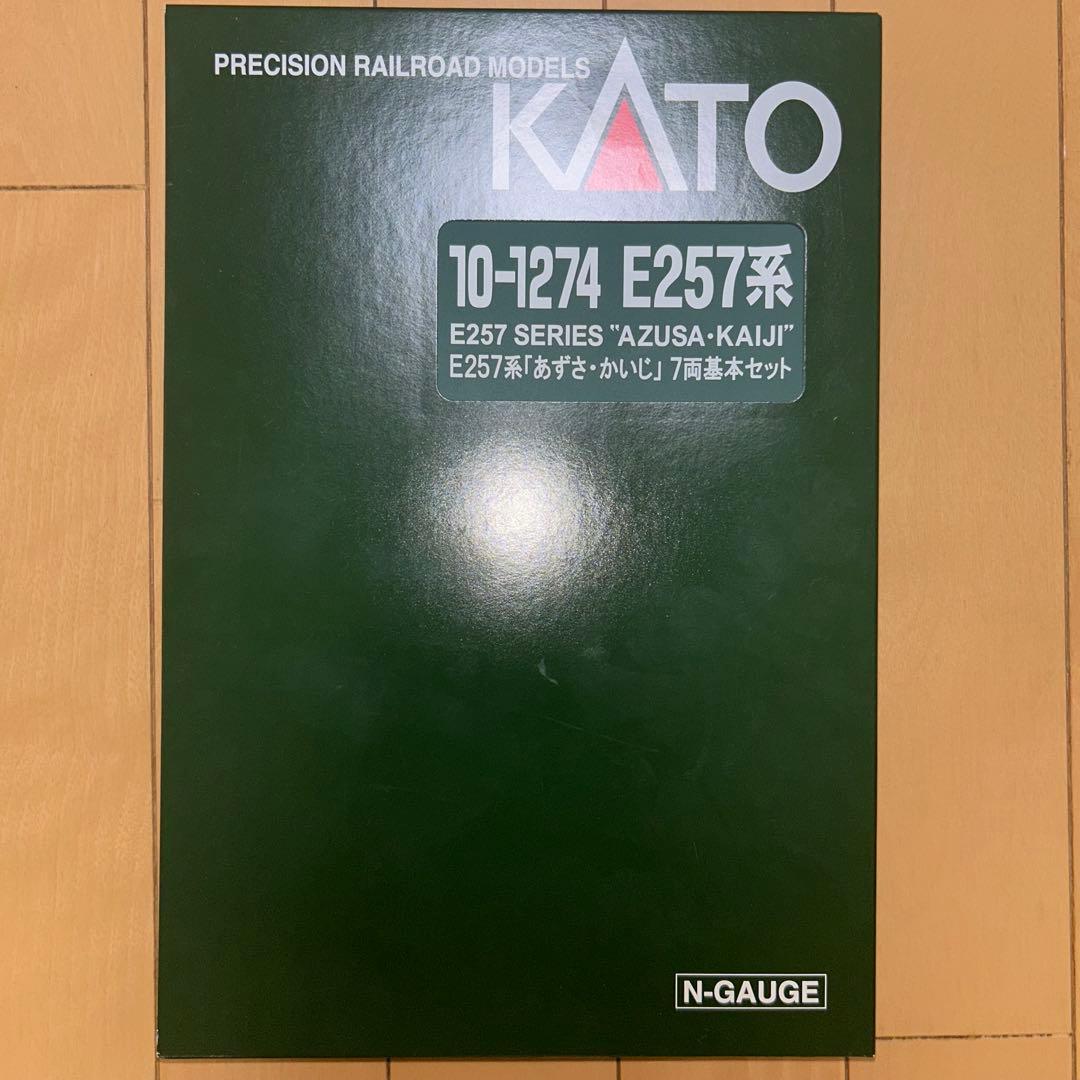 PRECISION RAILROAD MODELS
KATO
10-1274 E257系
E257 SERIES “AZUSA・KAIJI”
E257系「あずさ・かいじ」 7両基本セット
N-GAUGE